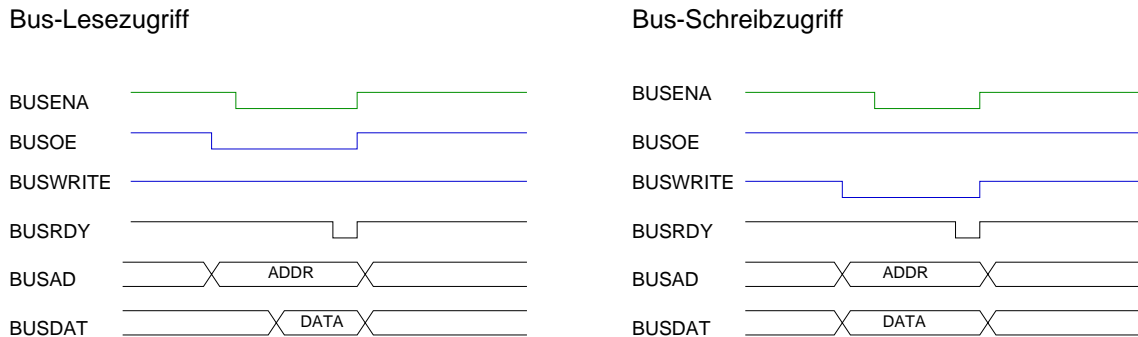 Bus-Lesezugriff
BUSENA
BUSOE
BUSWRITE
BUSRDY
BUSAD ADDR
BUSDAT DATA
Bus-Schreibzugriff
BUSENA
BUSOE
BUSWRITE
BUSRDY
BUSAD ADDR
BUSDAT DATA